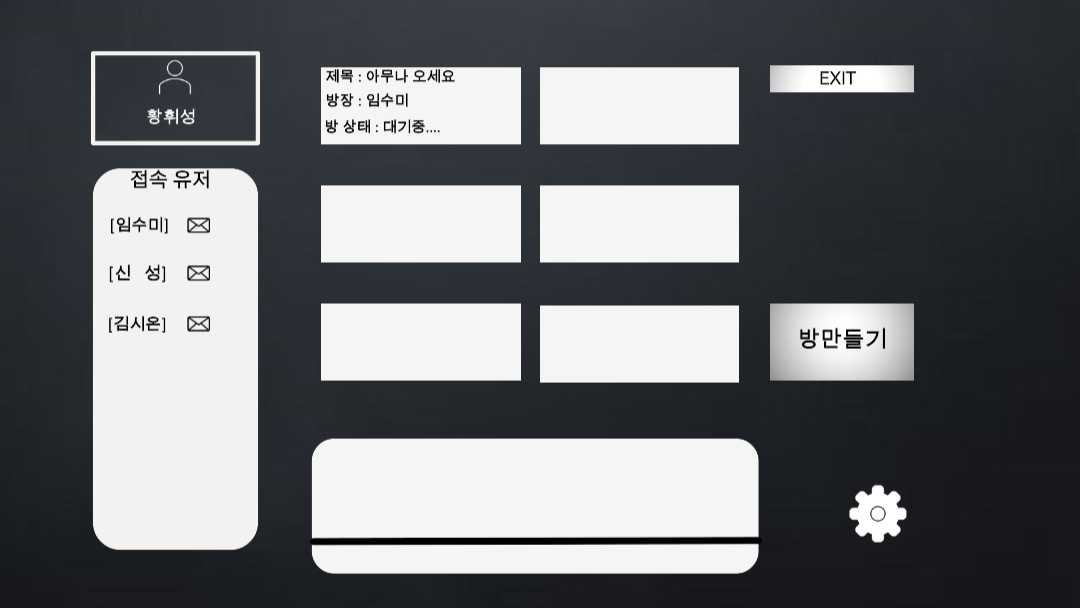 황휘성
접속 유저
[임수미]
[신 성]
[김시온]
제목 : 아무나 오세요
방장 : 임수미
방 상태 : 대기중....
EXIT
방만들기